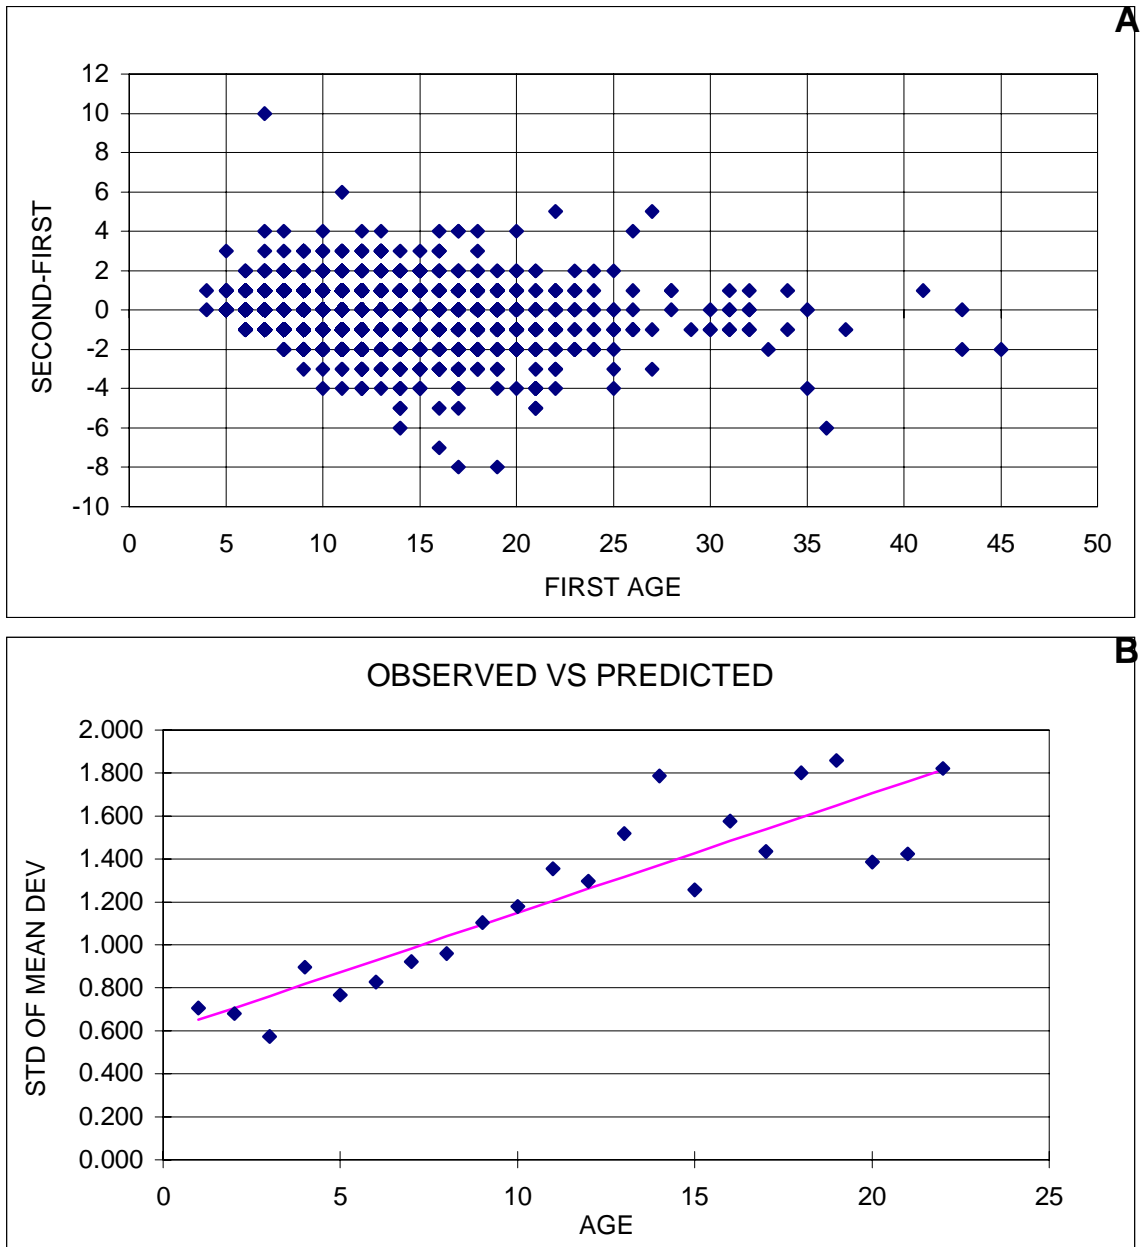 A
12
10
8
6
4
2
0
-2
-4
-6
-8
-10
SECOND-FIRST
0 5 10 15 20 25 30 35 40 45 50
FIRST AGE
B
OBSERVED VS PREDICTED
2.000
1.800
1.600
1.400
1.200
1.000
0.800
0.600
0.400
0.200
0.000
STD OF MEAN DEV
0 5 10 15 20 25
AGE